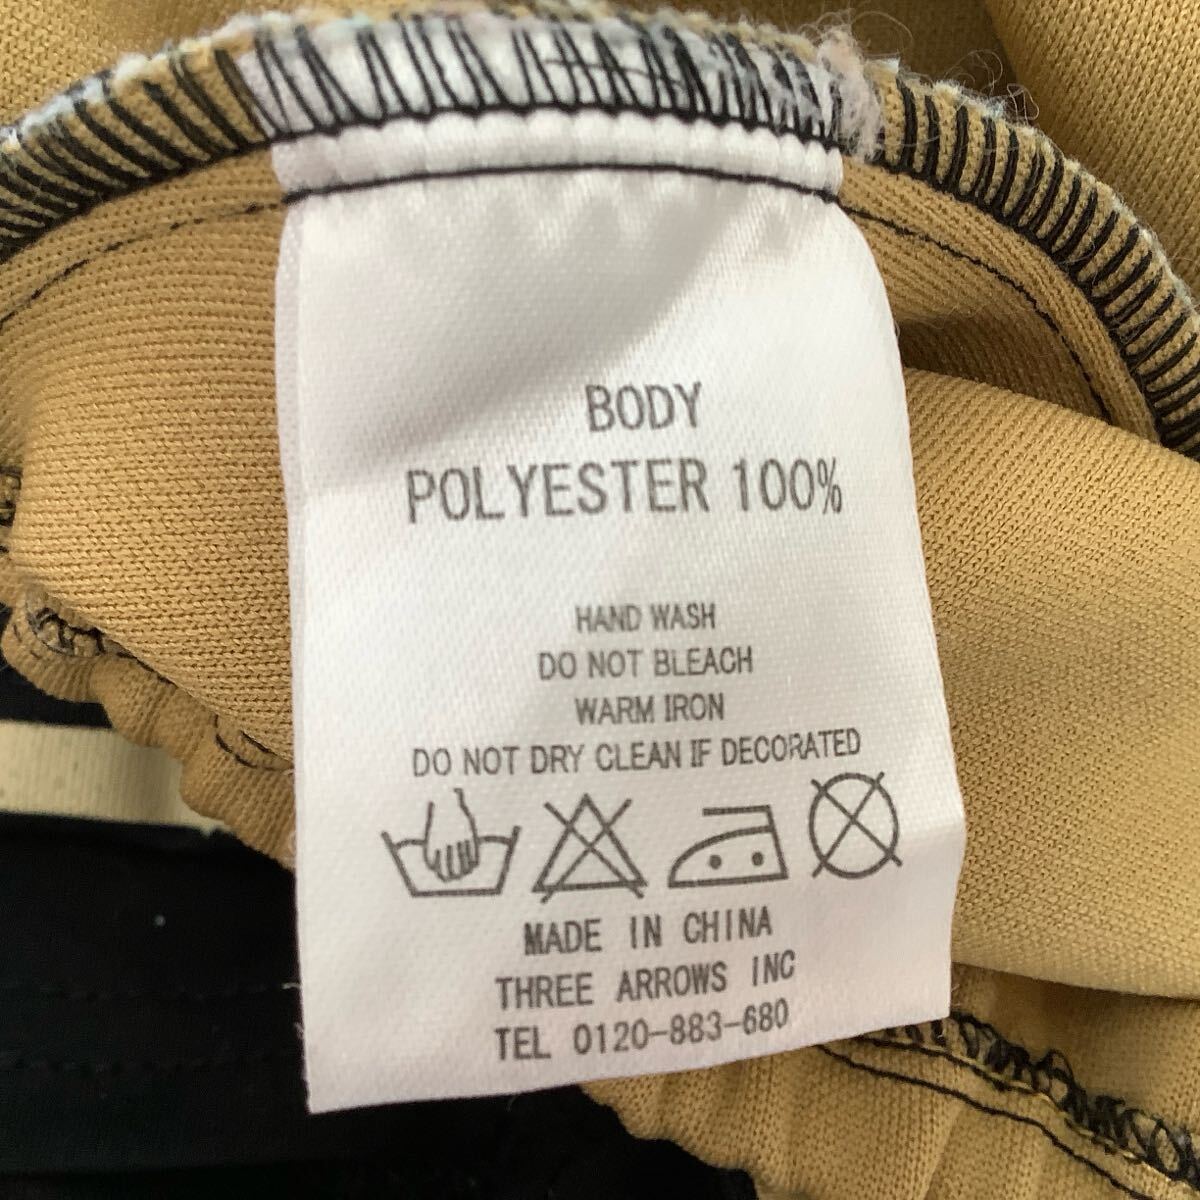 BODY
POLYESTER 100%
HAND WASH
DO NOT BLEACH
WARM IRON
DO NOT DRY CLEAN IF DECORATED
MADE IN CHINA
THREE ARROWS INC
TEL 0120-883-680